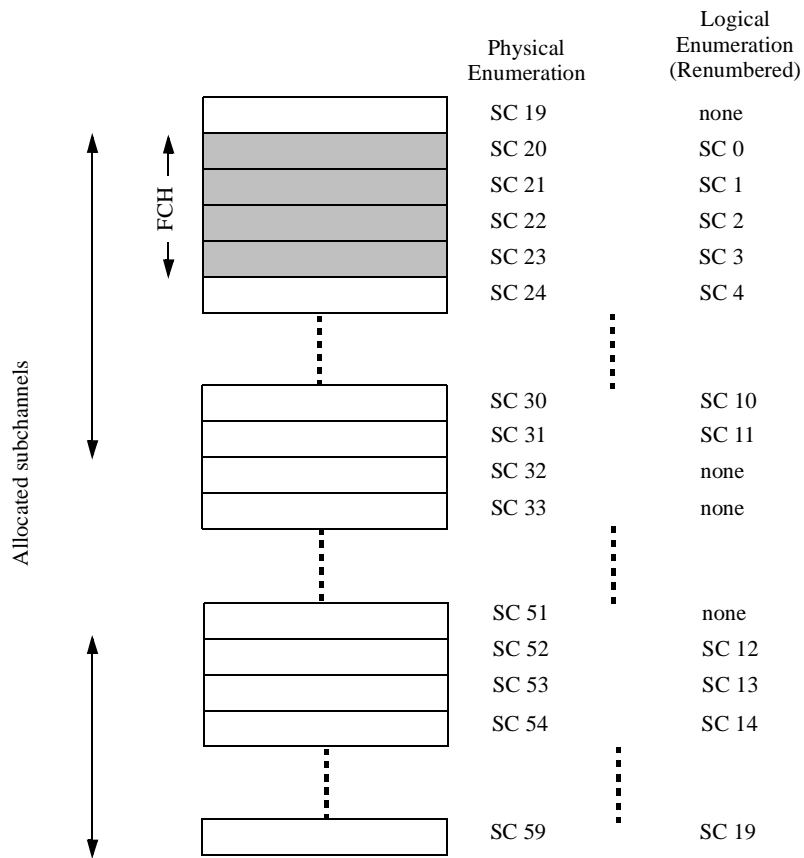 Physical
Enumeration
Logical
Enumeration
(Renumbered)
SC 19 none
SC 20 SC 0
SC 21 SC 1
SC 22 SC 2
SC 23 SC 3
SC 24 SC 4
FCH
SC 30 SC 10
SC 31 SC 11
SC 32 none
SC 33 none
Allocated subchannels
SC 51 none
SC 52 SC 12
SC 53 SC 13
SC 54 SC 14
SC 59 SC 19